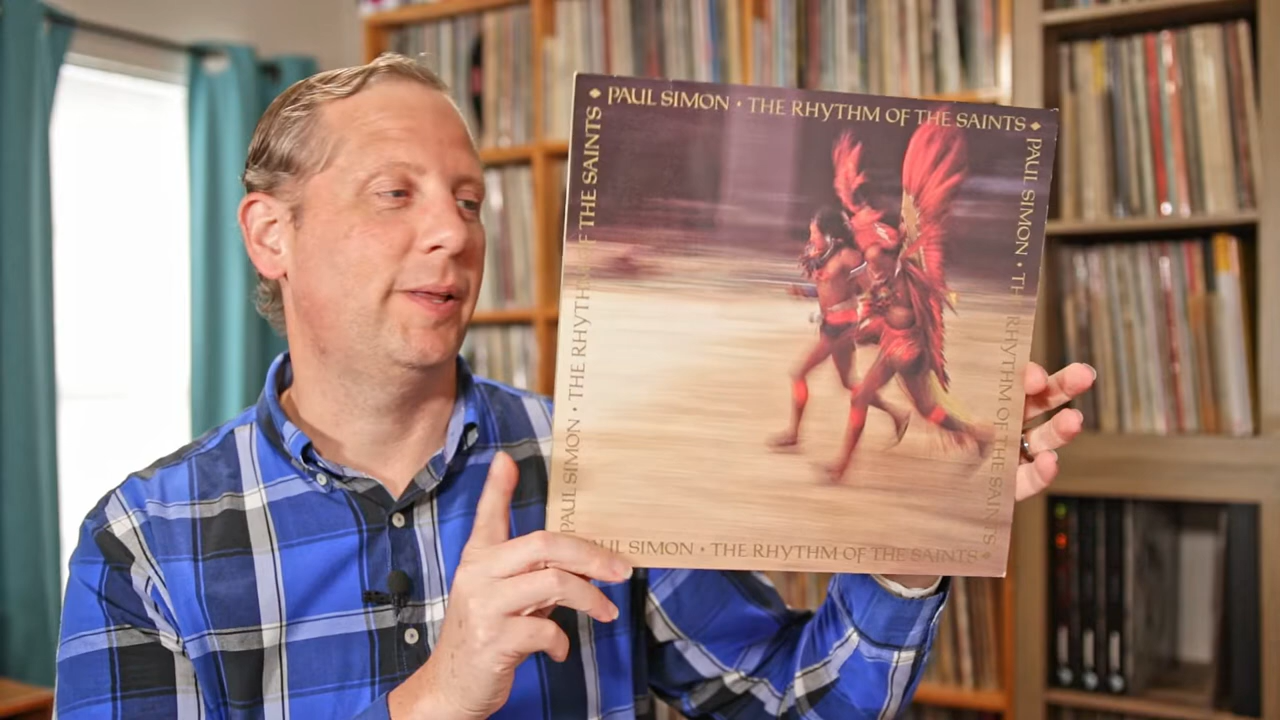 PAUL SIMON • THE RHYTHM OF THE SAINTS
PAUL SIMON • THE RHYTHM OF THE SAINTS
PAUL SIMON • TH RHYTHM OF THE SAINTS
PAUL SIMON • THE RHYTHM OF THE SAINTS